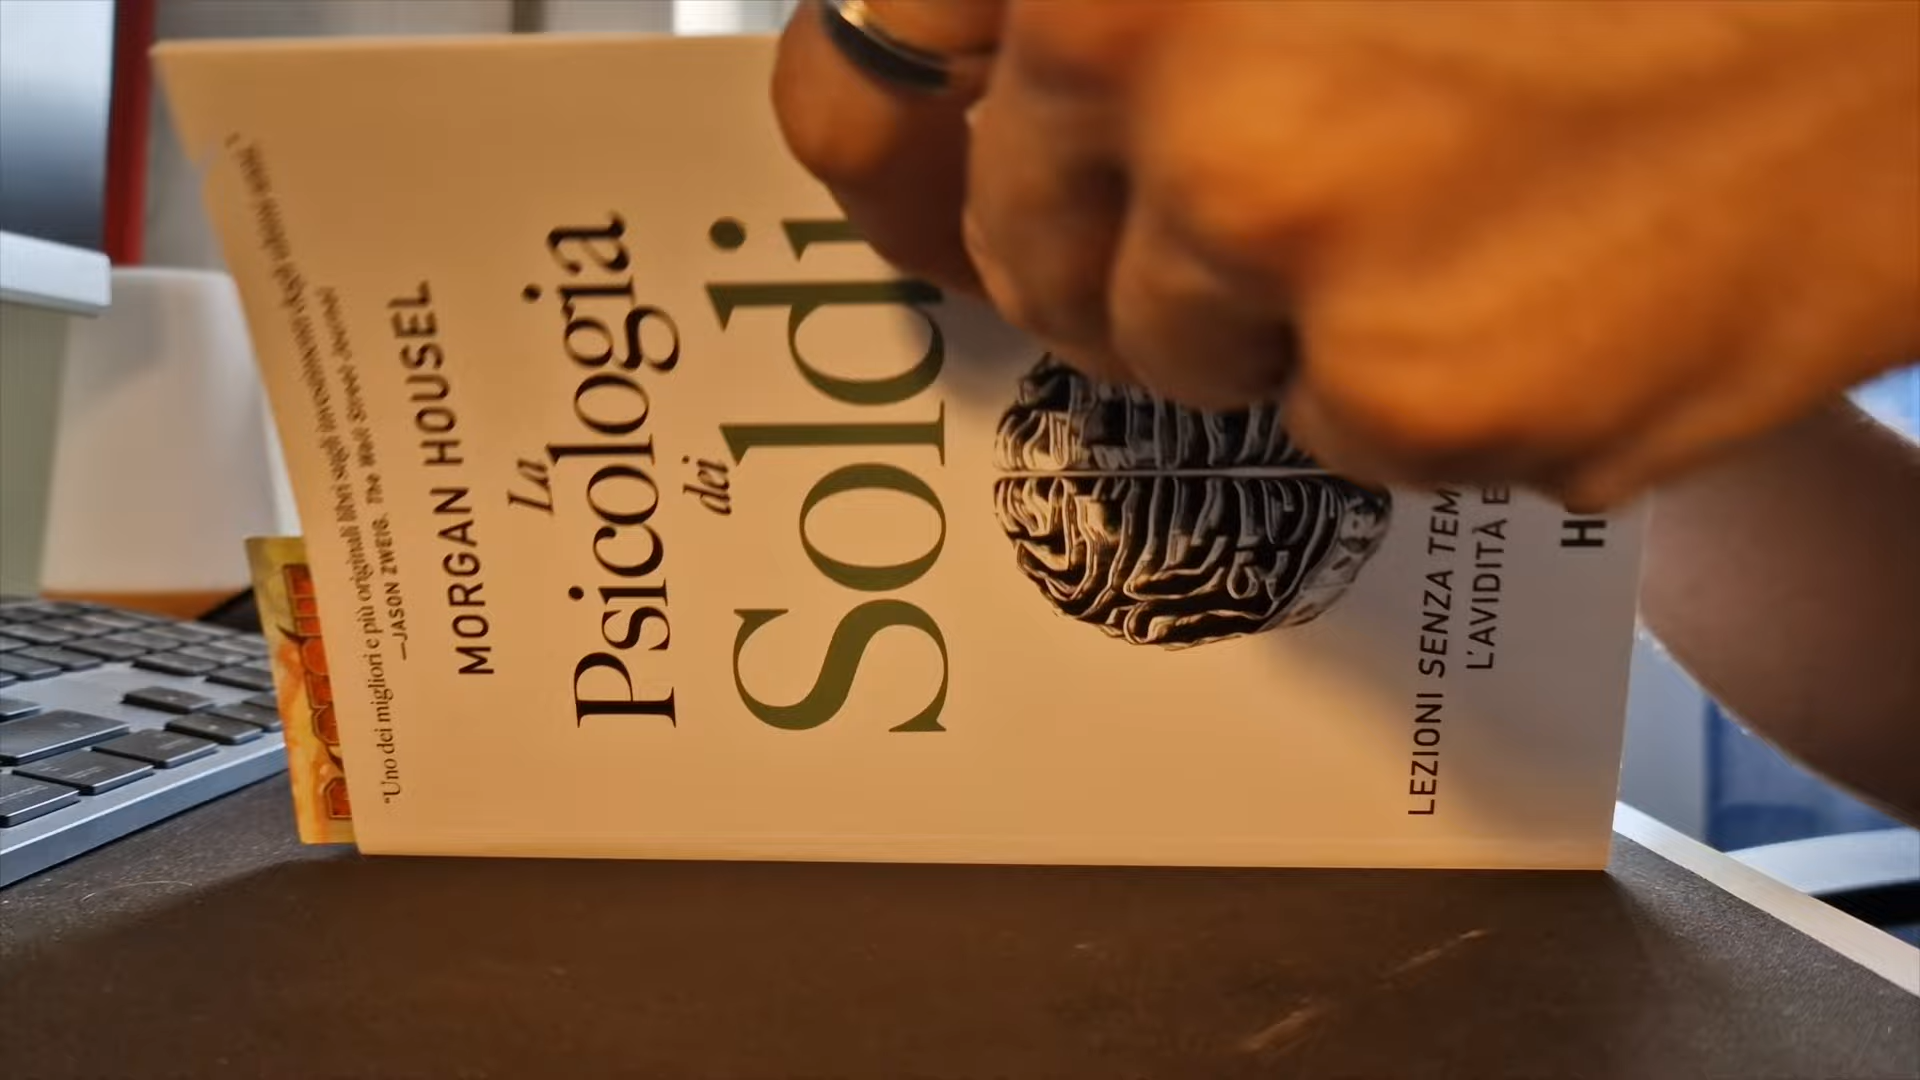 "Uno dei migliori e più originali libri sugli investimenti degli ultimi anni."
—JASON ZWEIG, The Wall Street Journal
MORGAN HOUSEL
La
Psicologia
dei
Soldi
LEZIONI SENZA TEM
L'AVIDITÀ E
H